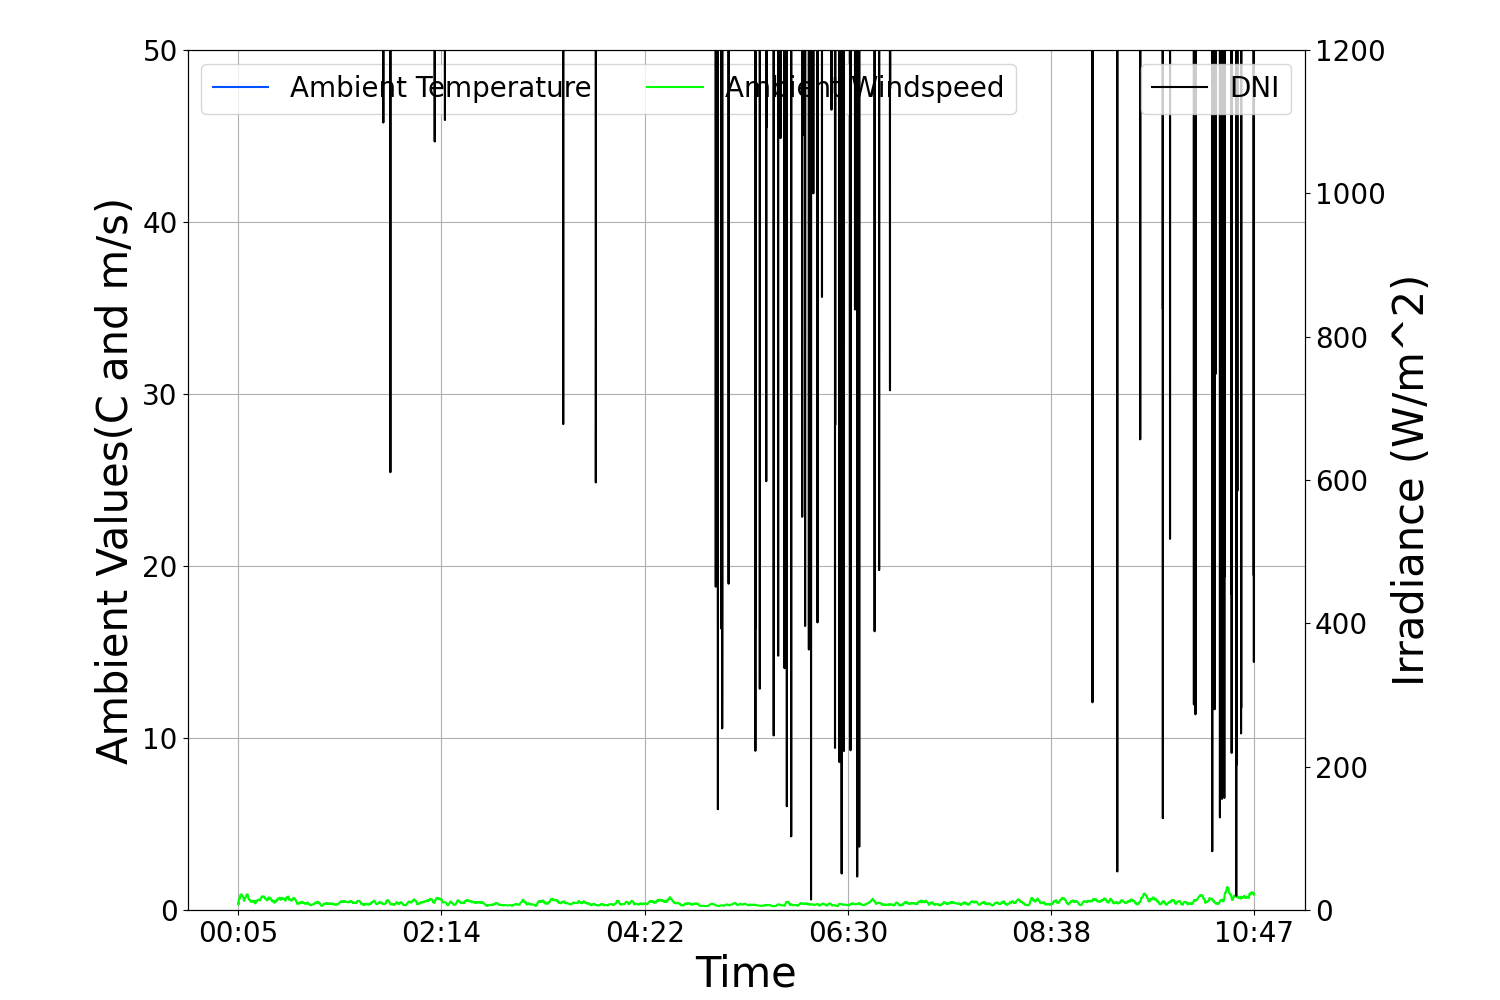 Ambient Temperature
Ambient Windspeed
DNI
50
40
30
20
10
0
Ambient Values(C and m/s)
1200
1000
800
600
400
200
0
Irradiance (W/m^2)
00:05 02:14 04:22 06:30 08:38 10:47
Time